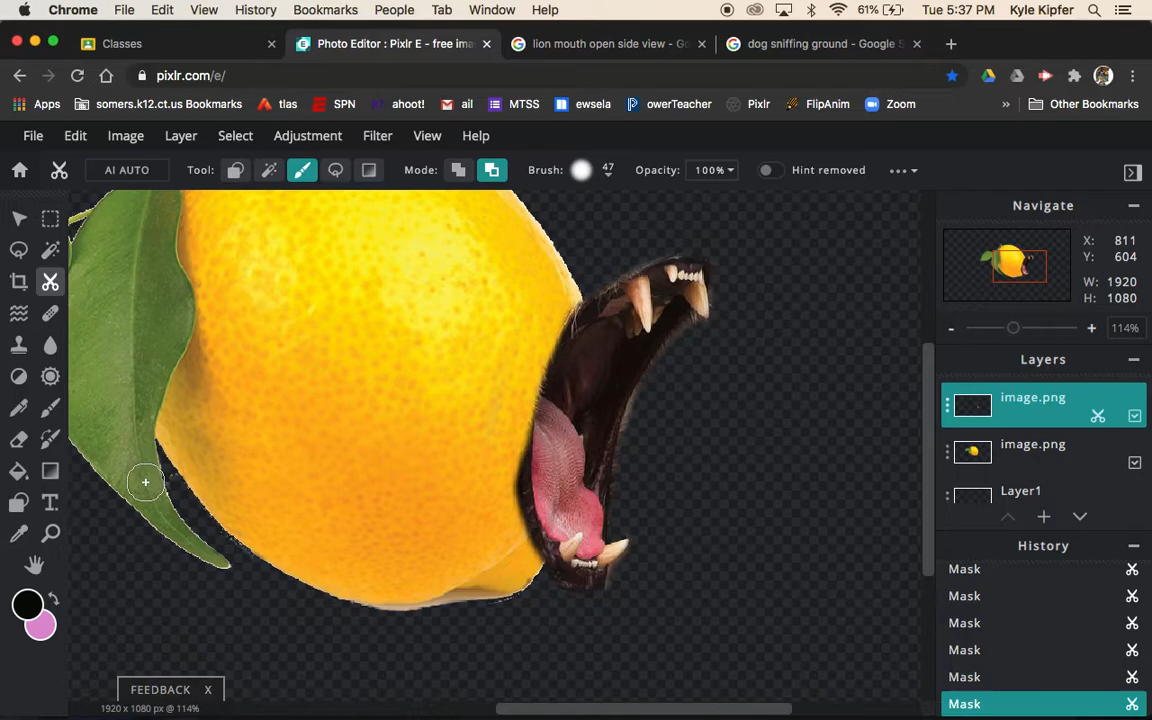 Chrome File Edit View History Bookmarks People Tab Window Help 61% Tue 5:37 PM Kyle Kipfer
Classes × Photo Editor : Pixlr E - free ima × lion mouth open side view - Go × dog sniffing ground - Google S × +
pixlr.com/e/
Apps somers.k12.ct.us Bookmarks tlas SPN ahoot! ail MTSS ewsela owerTeacher Pixlr FlipAnim Zoom » Other Bookmarks
File Edit Image Layer Select Adjustment Filter View Help
AI AUTO Tool: Mode: Brush: 47 Opacity: 100% Hint removed
Navigate
X: 811
Y: 604
W: 1920
H: 1080
- + 114%
Layers
image.png
image.png
Layer1
History
Mask
Mask
Mask
Mask
Mask
Mask
FEEDBACK X
1920 x 1080 px @ 114%